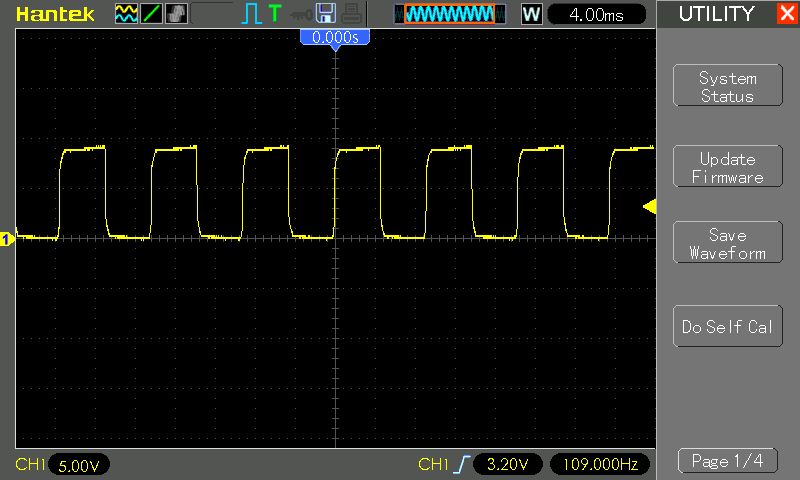 Hantek
T
W
4.00ms
UTILITY
0.000s
System
Status
Update
Firmware
Save
Waveform
Do Self Cal
1
CH1 5.00V
CH1 3.20V 109.000Hz
Page 1/4